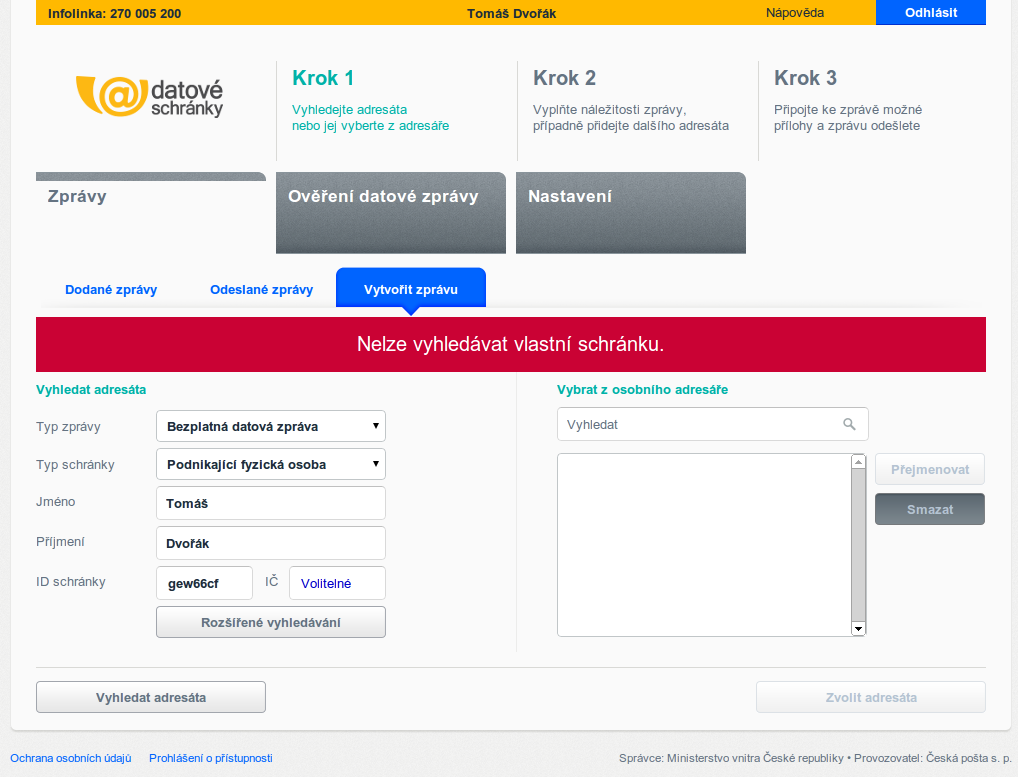 Infolinka: 270 005 200 Tomáš Dvořák Nápověda Odhlásit
datové
schránky
Krok 1
Vyhledejte adresáta
nebo jej vyberte z adresáře
Krok 2
Vyplňte náležitosti zprávy,
případně přidejte dalšího adresáta
Krok 3
Připojte ke zprávě možné
přílohy a zprávu odešlete
Zprávy Ověření datové zprávy Nastavení
Dodané zprávy Odeslané zprávy Vytvořit zprávu
Nelze vyhledávat vlastní schránku.
Vyhledat adresáta
Typ zprávy Bezplatná datová zpráva
Typ schránky Podnikající fyzická osoba
Jméno Tomáš
Příjmení Dvořák
ID schránky gew66cf IČ Volitelné
Rozšířené vyhledávání
Vybrat z osobního adresáře
Vyhledat
Přejmenovat
Smazat
Vyhledat adresáta Zvolit adresáta
Ochrana osobních údajů Prohlášení o přístupnosti Správce: Ministerstvo vnitra České republiky • Provozovatel: Česká pošta s. p.